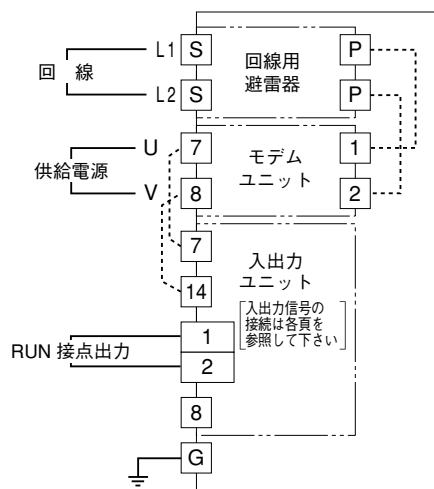 L1 S
回線
L2 S
回線用
避雷器
P
P
U 7
供給電源
V 8
モデム
ユニット
1
2
7
14
入出力
ユニット
入出力信号の
接続は各頁を
参照して下さい
1
RUN 接点出力
2
8
G